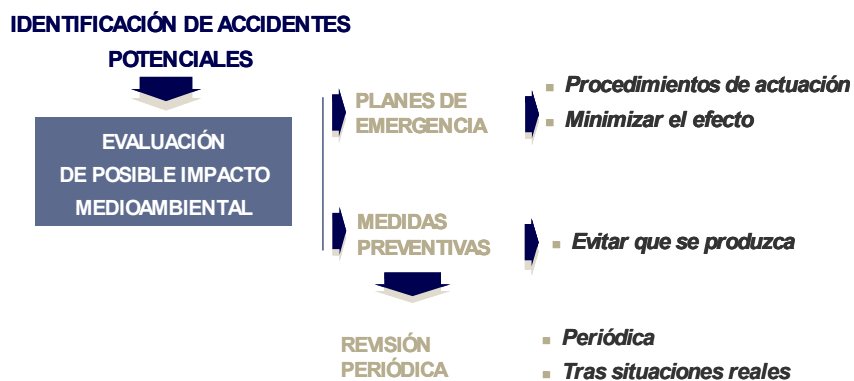 IDENTIFICACIÓN DE ACCIDENTES
POTENCIALES
EVALUACIÓN
DE POSIBLE IMPACTO
MEDIOAMBIENTAL
PLANES DE
EMERGENCIA
Procedimientos de actuación
Minimizar el efecto
MEDIDAS
PREVENTIVAS
Evitar que se produzca
REVISIÓN
PERIÓDICA
Periódica
Tras situaciones reales